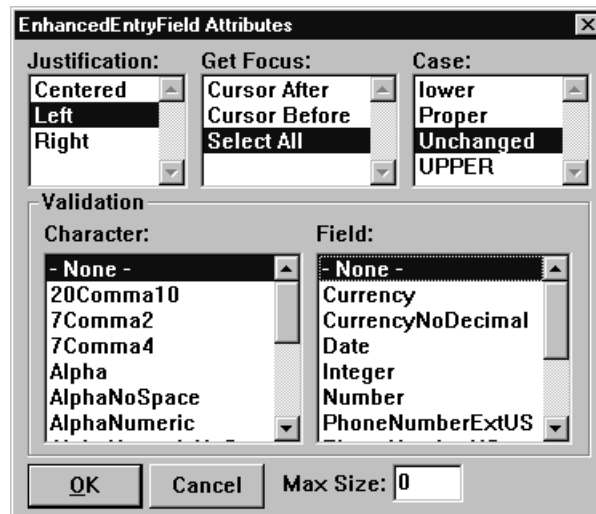 EnhancedEntryField Attributes
Justification:
Centered
Left
Right
Get Focus:
Cursor After
Cursor Before
Select All
Case:
lower
Proper
Unchanged
UPPER
Validation
Character:
- None -
20Comma10
7Comma2
7Comma4
Alpha
AlphaNoSpace
AlphaNumeric
Field:
- None -
Currency
CurrencyNoDecimal
Date
Integer
Number
PhoneNumberExtUS
OK
Cancel
Max Size: 0